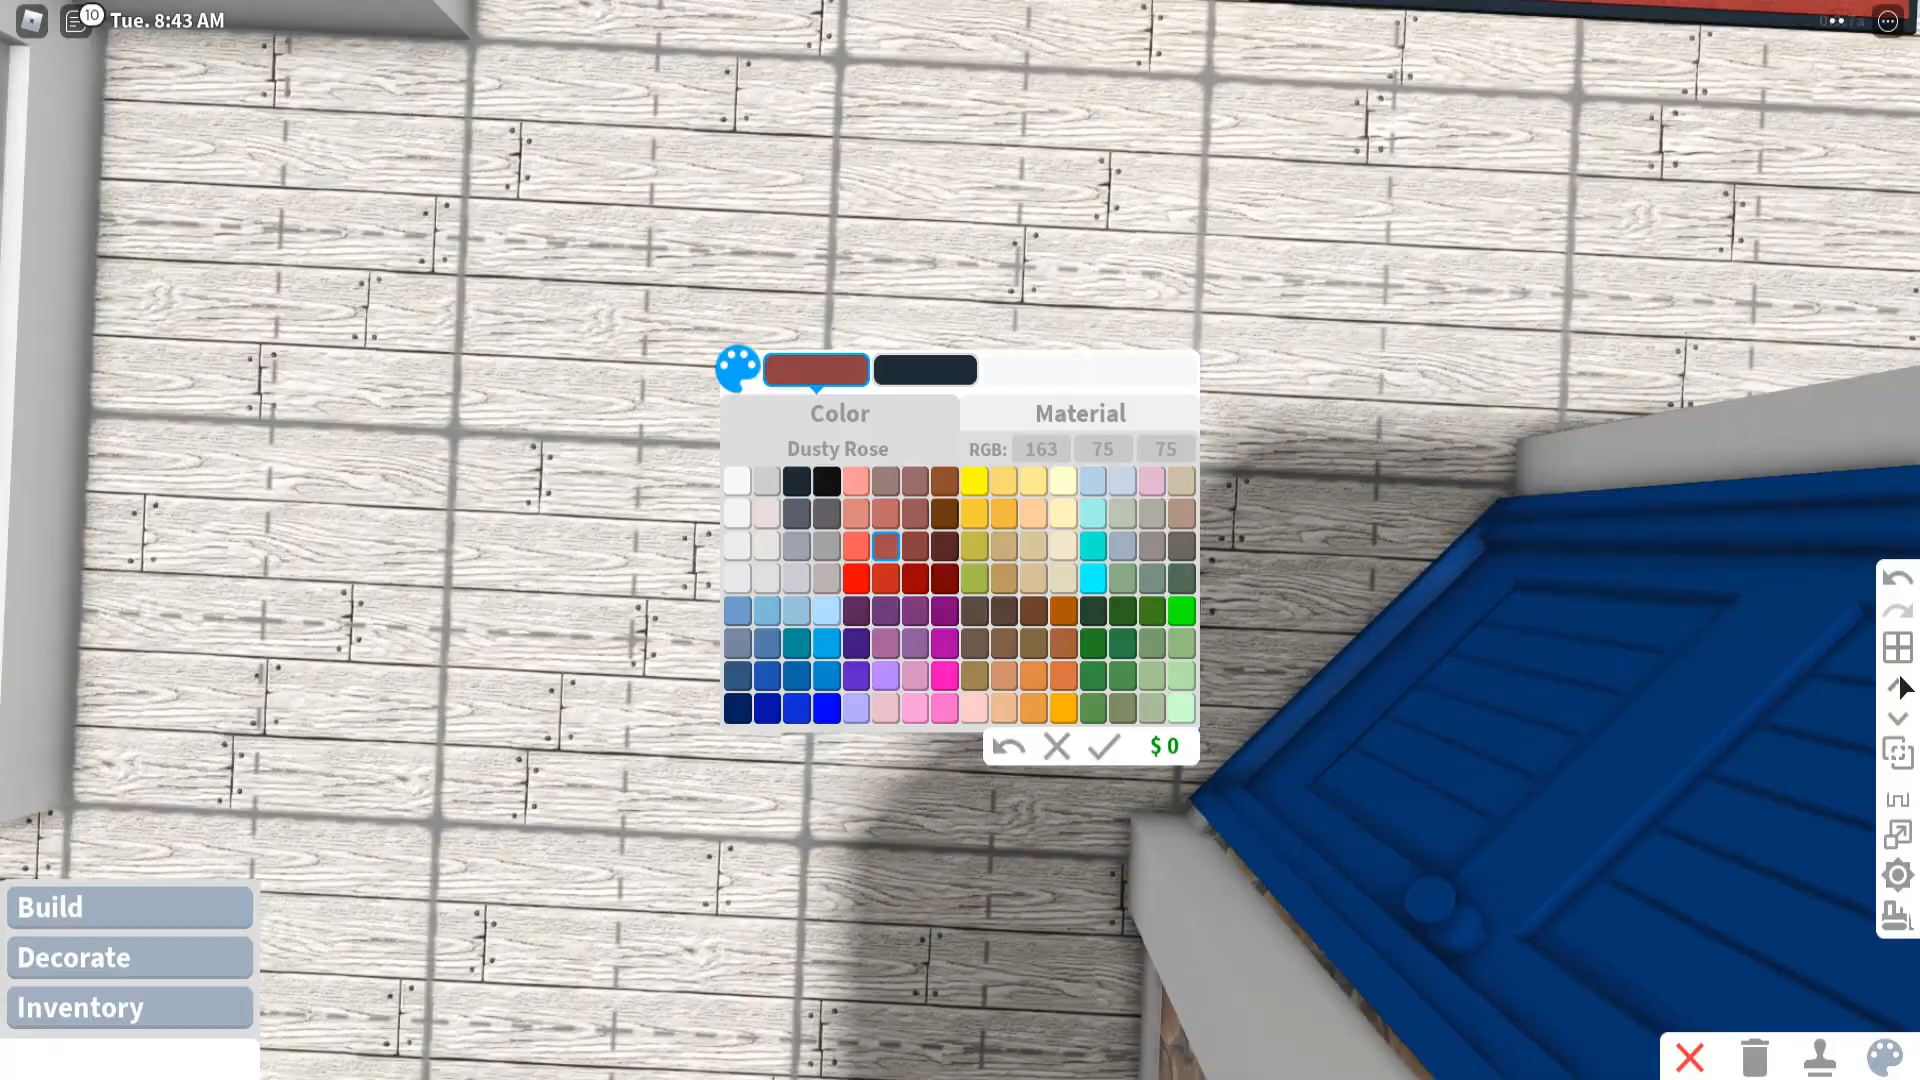 10 Tue. 8:43 AM
Color
Material
Dusty Rose
RGB: 163 75 75
$ 0
Build
Decorate
Inventory